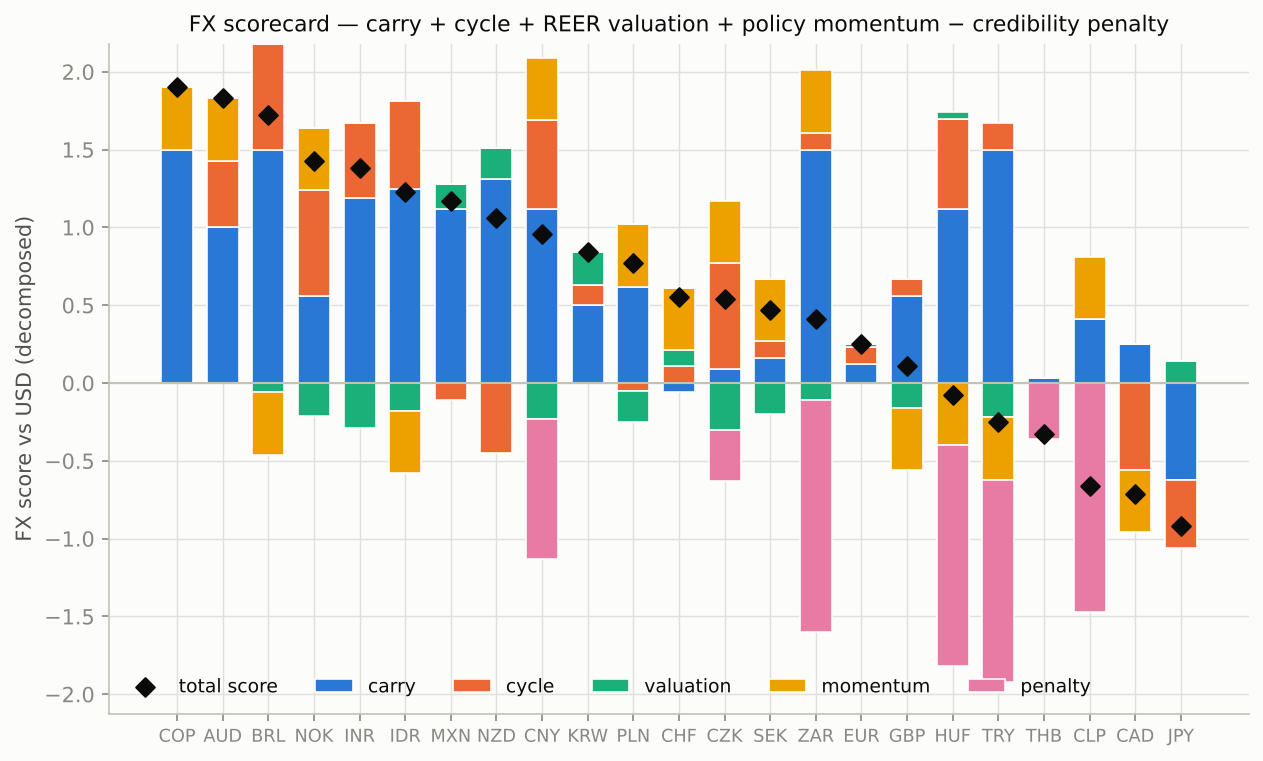 FX scorecard — carry + cycle + REER valuation + policy momentum − credibility penalty
FX score vs USD (decomposed)
2.0
1.5
1.0
0.5
0.0
−0.5
−1.0
−1.5
−2.0
total score carry cycle valuation momentum penalty
COP AUD BRL NOK INR IDR MXN NZD CNY KRW PLN CHF CZK SEK ZAR EUR GBP HUF TRY THB CLP CAD JPY